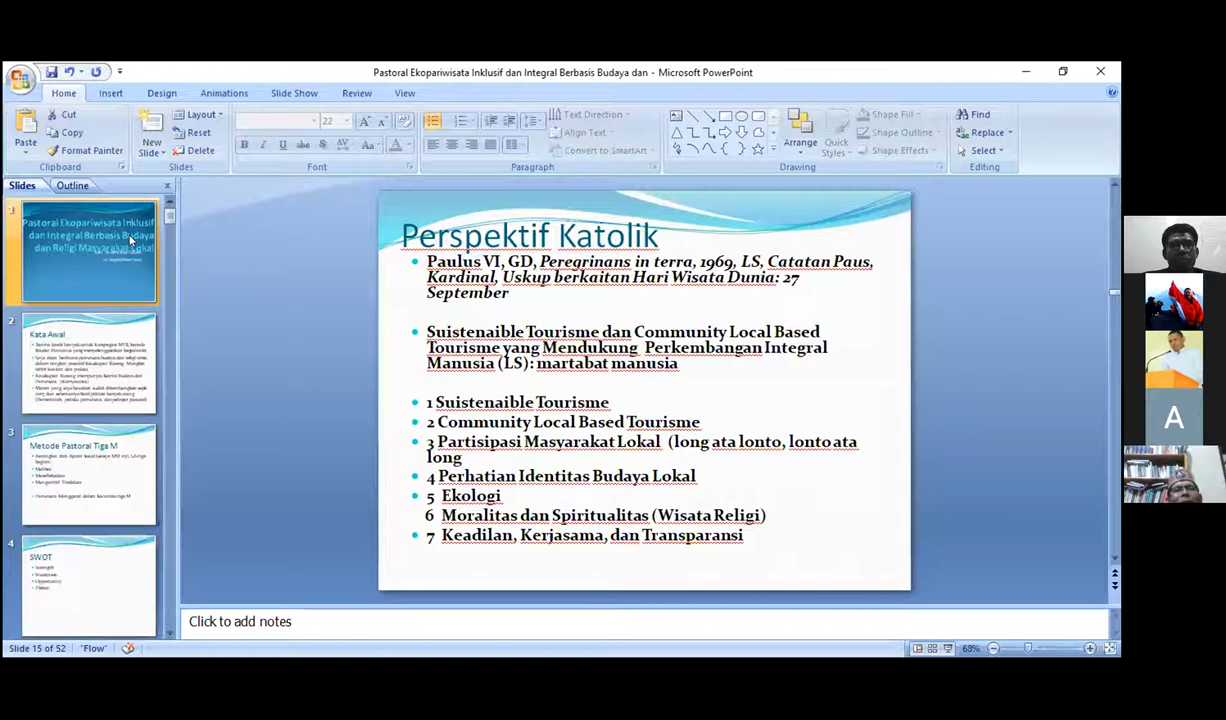 Pastoral Ekopariwisata Inklusif dan Integral Berbasis Budaya dan - Microsoft PowerPoint
Home Insert Design Animations Slide Show Review View
Paste
Cut
Copy
Format Painter
Clipboard
New Slide
Layout
Reset
Delete
Slides
22
B I U abc S AV Aa A
Font
Text Direction
Align Text
Convert to SmartArt
Paragraph
Arrange
Quick Styles
Shape Fill
Shape Outline
Shape Effects
Drawing
Find
Replace
Select
Editing
Slides Outline
1
Pastoral Ekopariwisata Inklusif
dan Integral Berbasis Budaya
dan Religi Masyarakat Lokal
2
Kata Awal
3
Metode Pastoral Tiga M
4
SWOT
Perspektif Katolik
Paulus VI, GD, Peregrinans in terra, 1969, LS, Catatan Paus,
Kardinal, Uskup berkaitan Hari Wisata Dunia: 27
September
Suistenaible Tourisme dan Community Local Based
Tourisme yang Mendukung Perkembangan Integral
Manusia (LS): martabat manusia
1 Suistenaible Tourisme
2 Community Local Based Tourisme
3 Partisipasi Masyarakat Lokal (long ata lonto, lonto ata
long
4 Perhatian Identitas Budaya Lokal
5 Ekologi
6 Moralitas dan Spiritualitas (Wisata Religi)
7 Keadilan, Kerjasama, dan Transparansi
Click to add notes
Slide 15 of 52 "Flow" 68%
A